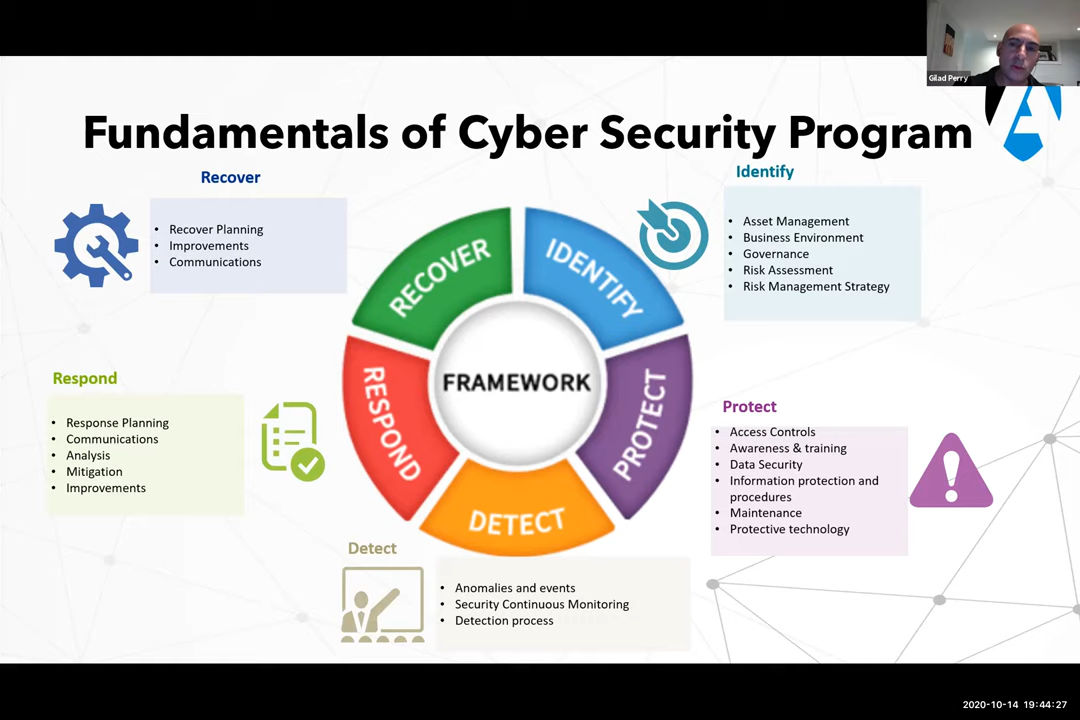 Gilad Perry
Fundamentals of Cyber Security Program
Recover
• Recover Planning
• Improvements
• Communications
Identify
• Asset Management
• Business Environment
• Governance
• Risk Assessment
• Risk Management Strategy
RECOVER
IDENTIFY
FRAMEWORK
RESPOND
PROTECT
DETECT
Respond
• Response Planning
• Communications
• Analysis
• Mitigation
• Improvements
Protect
• Access Controls
• Awareness & training
• Data Security
• Information protection and
procedures
• Maintenance
• Protective technology
Detect
• Anomalies and events
• Security Continuous Monitoring
• Detection process
2020-10-14 19:44:27